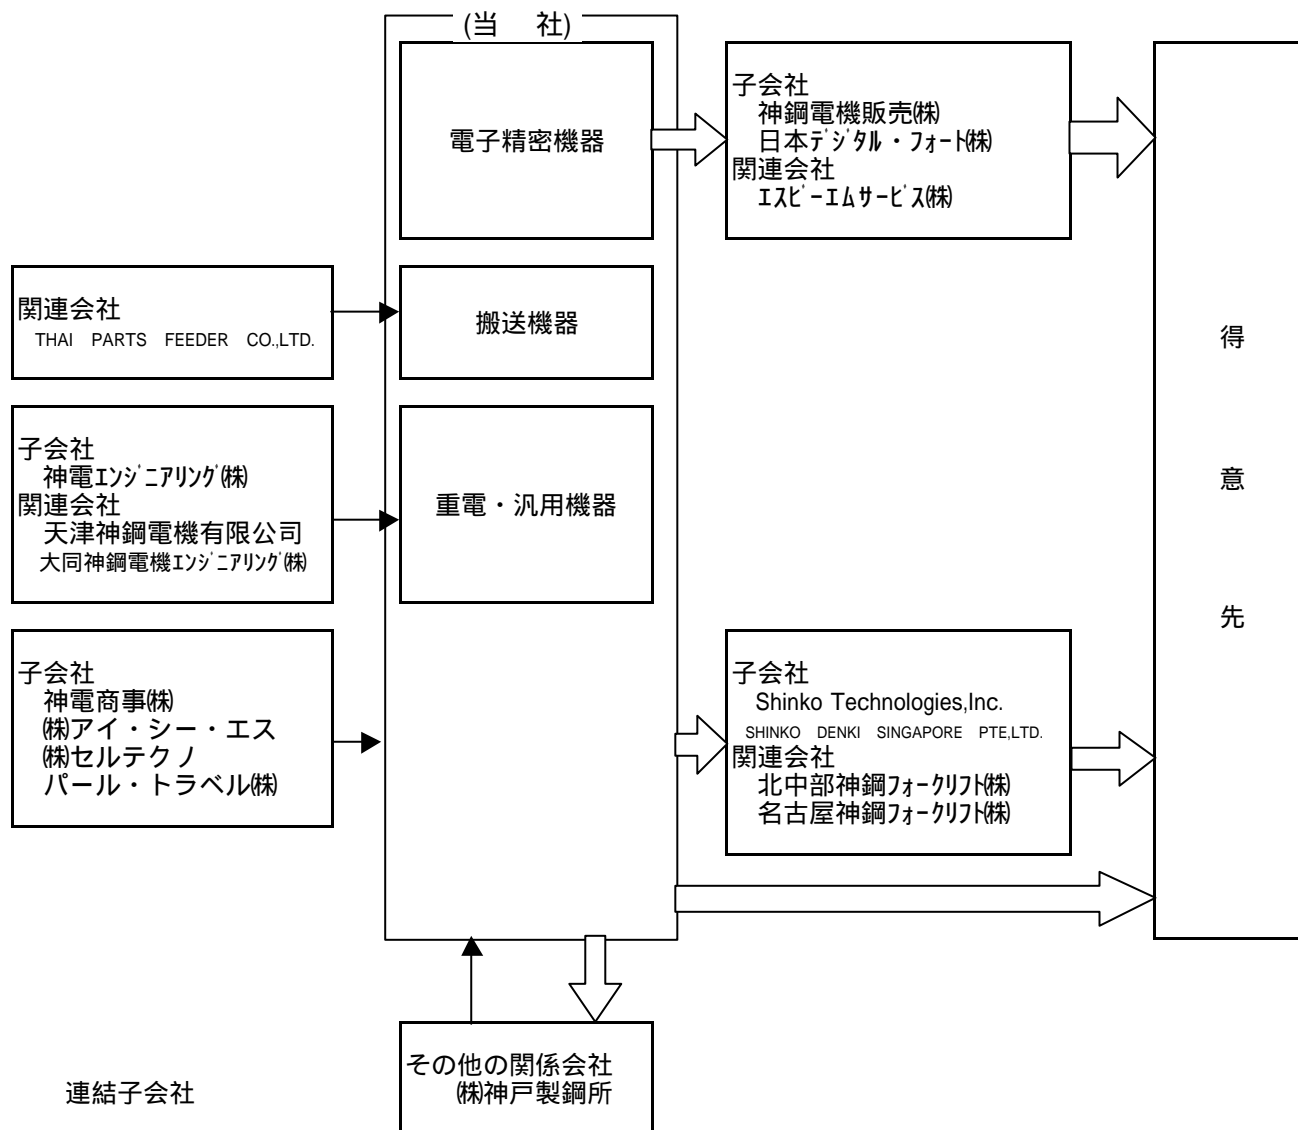 (当 社)
電子精密機器
子会社
神鋼電機販売㈱
日本ﾃﾞｼﾞﾀﾙ・ﾌｫｰﾄ㈱
関連会社
ｴｽﾋﾞｰｴﾑサｰﾋﾞｽ㈱
関連会社
THAI PARTS FEEDER CO.,LTD.
搬送機器
子会社
神電ｴﾝｼﾞﾆｱﾘﾝｸﾞ㈱
関連会社
天津神鋼電機有限公司
大同神鋼電機ｴﾝｼﾞﾆｱﾘﾝｸﾞ㈱
重電・汎用機器
子会社
神電商事㈱
㈱アイ・シー・エス
㈱セルテクノ
パール・トラベル㈱
子会社
Shinko Technologies,Inc.
SHINKO DENKI SINGAPORE PTE,LTD.
関連会社
北中部神鋼ﾌｫｰｸﾘﾌﾄ㈱
名古屋神鋼ﾌｫｰｸﾘﾌﾄ㈱
得
意
先
その他の関係会社
㈱神戸製鋼所
連結子会社